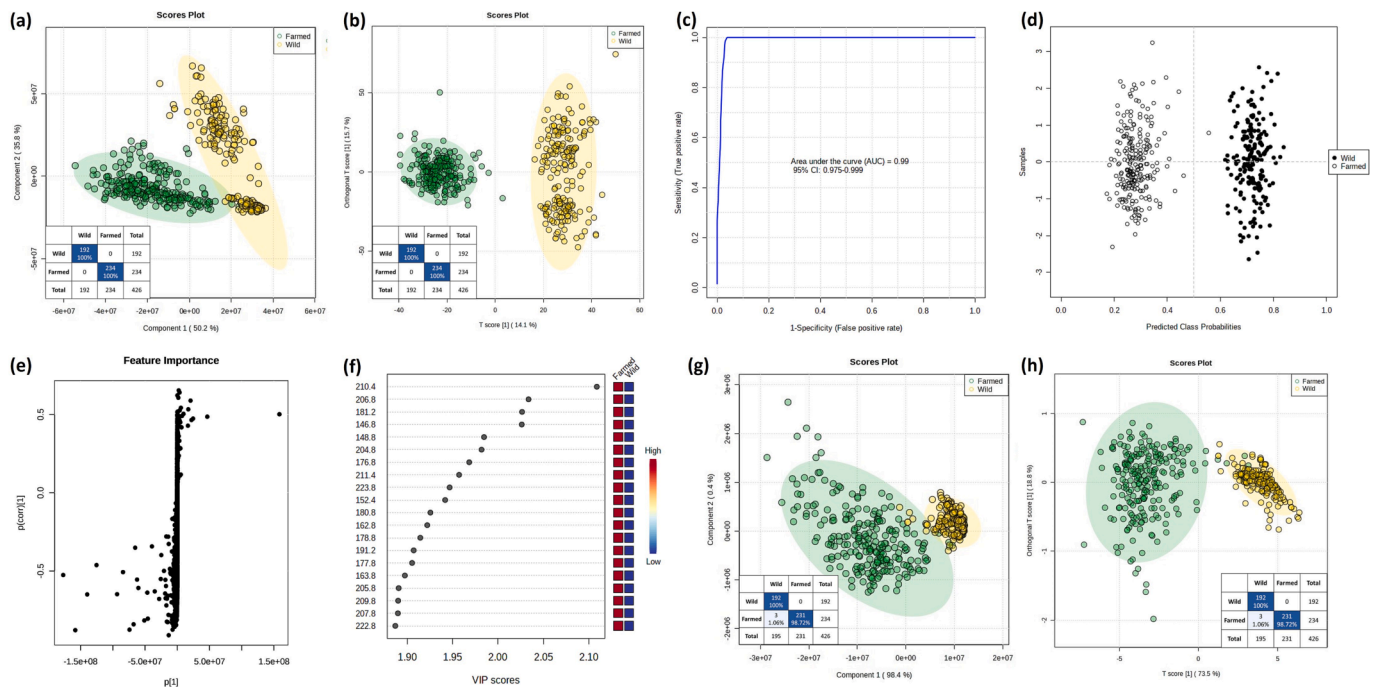 (a)
Scores Plot
Farmed
Wild
Component 2 ( 35.8 %)
5e+07
0e+00
-5e+07
Wild Farmed Total
Wild 192 100% 0 192
Farmed 0 234 100% 234
Total 192 234 426
-6e+07 -4e+07 -2e+07 0e+00 2e+07 4e+07 6e+07
Component 1 ( 50.2 %)
(b)
Scores Plot
Farmed
Wild
Orthogonal T score [1] ( 15.7 %)
50
0
-50
Wild Farmed Total
Wild 192 100% 0 192
Farmed 0 234 100% 234
Total 192 234 426
-40 -20 0 20 40 60
T score [1] ( 14.1 %)
(c)
Sensitivity (True positive rate)
1.0
0.8
0.6
0.4
0.2
0.0
Area under the curve (AUC) = 0.99
95% CI: 0.975-0.999
0.0 0.2 0.4 0.6 0.8 1.0
1-Specificity (False positive rate)
(d)
Samples
3
2
1
0
-1
-2
-3
Wild
Farmed
0.0 0.2 0.4 0.6 0.8 1.0
Predicted Class Probabilities
(e)
Feature Importance
p(corr)[1]
0.5
0.0
-0.5
-1.5e+08 -5.0e+07 5.0e+07 1.5e+08
p[1]
(f)
Farmed
Wild
210.4
206.8
181.2
146.8
148.8
204.8
176.8
211.4
223.8
152.4
180.8
162.8
178.8
191.2
177.8
163.8
205.8
209.8
207.8
222.8
High
Low
1.90 1.95 2.00 2.05 2.10
VIP scores
(g)
Scores Plot
Farmed
Wild
Component 2 ( 0.4 %)
3e+06
2e+06
1e+06
0e+00
-1e+06
-2e+06
Wild Farmed Total
Wild 192 100% 0 192
Farmed 3 1.06% 231 98.72% 234
Total 195 231 426
-3e+07 -2e+07 -1e+07 0e+00 1e+07 2e+07
Component 1 ( 98.4 %)
(h)
Scores Plot
Farmed
Wild
Orthogonal T score [1] ( 18.8 %)
1
0
-1
-2
Wild Farmed Total
Wild 192 100% 0 192
Farmed 3 1.06% 231 98.72% 234
Total 195 231 426
-5 0 5
T score [1] ( 73.5 %)